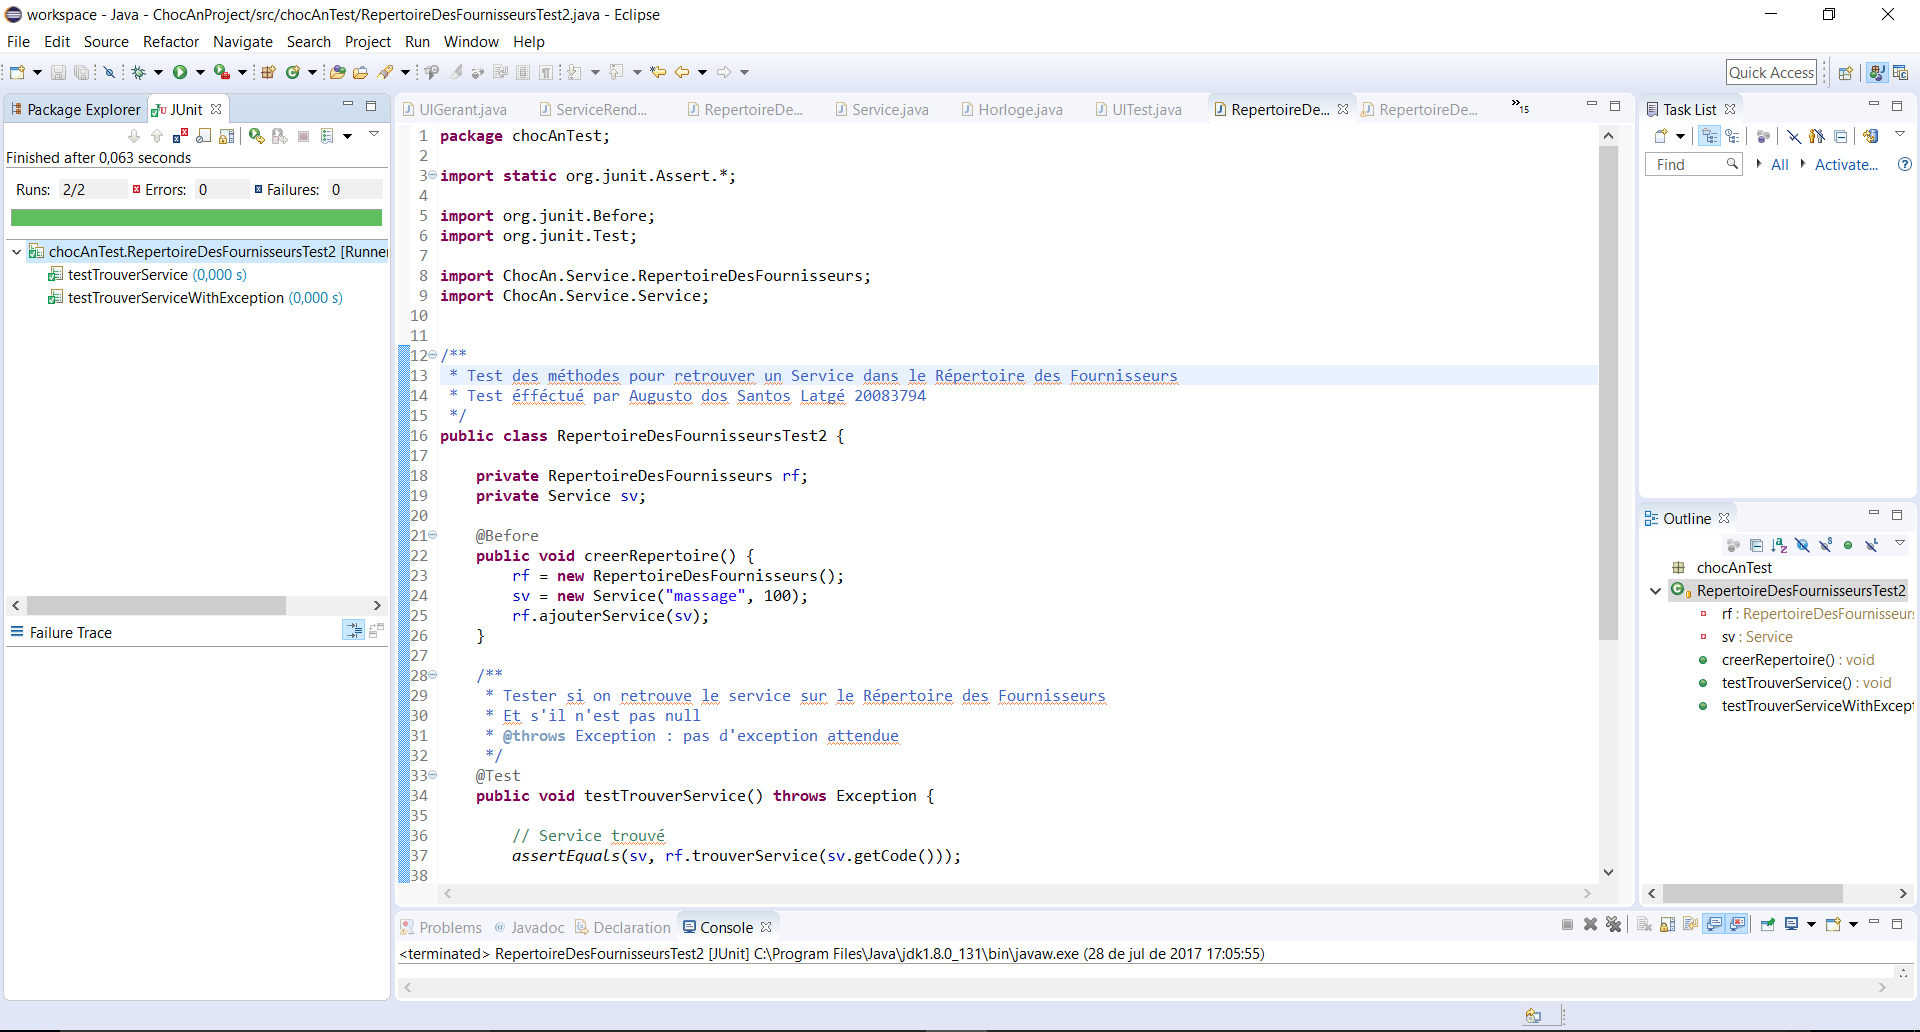 workspace - Java - ChocAnProject/src/chocAnTest/RepertoireDesFournisseursTest2.java - Eclipse
File Edit Source Refactor Navigate Search Project Run Window Help
Quick Access
Package Explorer JUnit
Finished after 0,063 seconds
Runs: 2/2 Errors: 0 Failures: 0
chocAnTest.RepertoireDesFournisseursTest2 [Runner
testTrouverService (0,000 s)
testTrouverServiceWithException (0,000 s)
Failure Trace
UIGerant.java ServiceRend... RepertoireDe... Service.java Horloge.java UITest.java RepertoireDe... RepertoireDe... »15
1 package chocAnTest;
2
3 import static org.junit.Assert.*;
4
5 import org.junit.Before;
6 import org.junit.Test;
7
8 import ChocAn.Service.RepertoireDesFournisseurs;
9 import ChocAn.Service.Service;
10
11
12 /**
13 * Test des méthodes pour retrouver un Service dans le Répertoire des Fournisseurs
14 * Test éfféctué par Augusto dos Santos Latgé 20083794
15 */
16 public class RepertoireDesFournisseursTest2 {
17
18 private RepertoireDesFournisseurs rf;
19 private Service sv;
20
21 @Before
22 public void creerRepertoire() {
23 rf = new RepertoireDesFournisseurs();
24 sv = new Service("massage", 100);
25 rf.ajouterService(sv);
26 }
27
28 /**
29 * Tester si on retrouve le service sur le Répertoire des Fournisseurs
30 * Et s'il n'est pas null
31 * @throws Exception : pas d'exception attendue
32 */
33 @Test
34 public void testTrouverService() throws Exception {
35
36 // Service trouvé
37 assertEquals(sv, rf.trouverService(sv.getCode()));
38
Task List
Find All Activate...
Outline
chocAnTest
RepertoireDesFournisseursTest2
rf : RepertoireDesFournisseurs
sv : Service
creerRepertoire() : void
testTrouverService() : void
testTrouverServiceWithExcept
Problems Javadoc Declaration Console
<terminated> RepertoireDesFournisseursTest2 [JUnit] C:\Program Files\Java\jdk1.8.0_131\bin\javaw.exe (28 de jul de 2017 17:05:55)